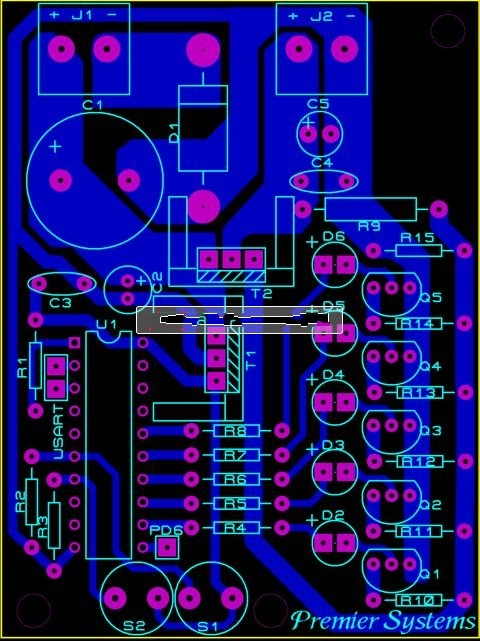 + J1 -
+ J2 -
C1
C5
+
D1
+
C4
R9
D6
R15
+
T2
C2
+
C3
Q5
D5
R14
U1
T1
R1
Q4
D4
R13
+
USART
R8
Q3
R7
D3
R12
+
R6
R2
R5
Q2
R3
R4
D2
R11
+
PD6
Q1
R10
S2
S1
Premier Systems